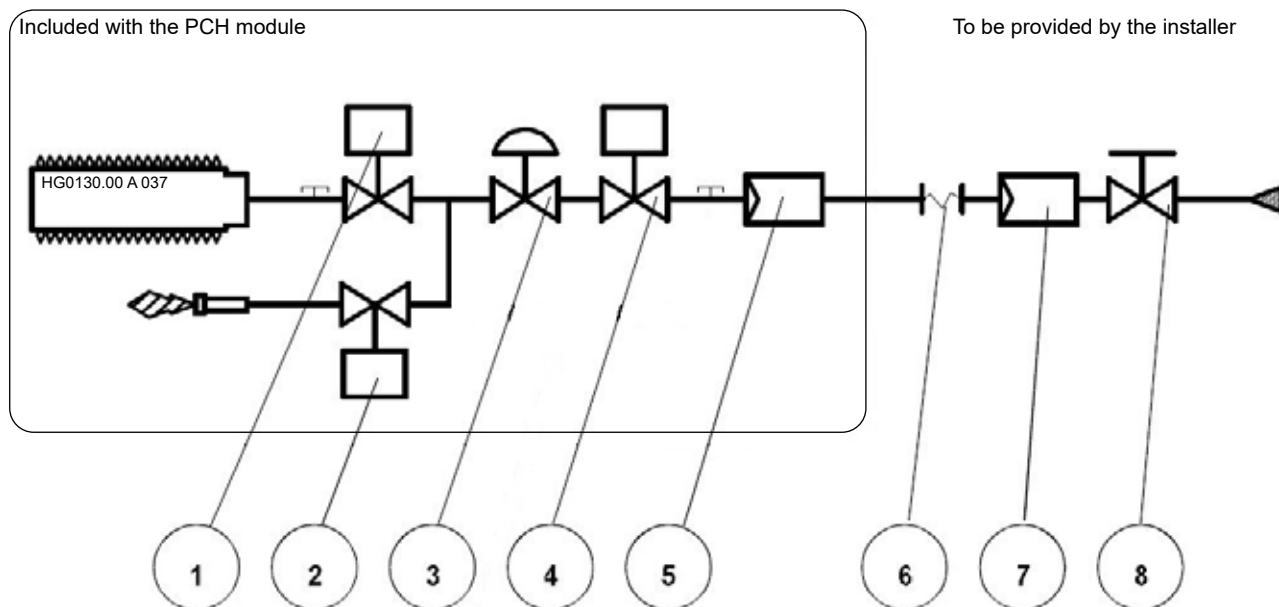 Included with the PCH module
To be provided by the installer
HG0130.00 A 037
1
2
3
4
5
6
7
8